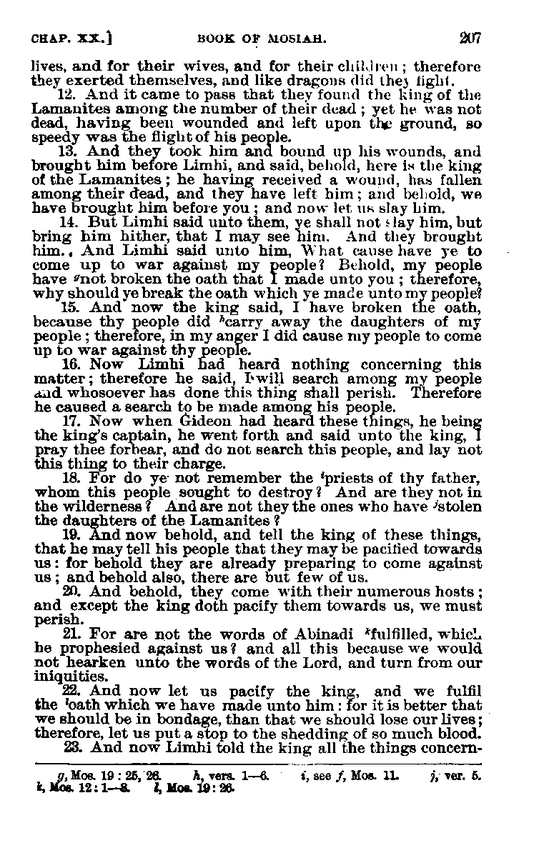 CHAP. XX.] BOOK OF MOSIAH. 207
lives, and for their wives, and for their children; therefore
they exerted themselves, and like dragons did they fight.
12. And it came to pass that they found the king of the
Lamanites among the number of their dead; yet he was not
dead, having been wounded and left upon the ground, so
speedy was the flight of his people.
13. And they took him and bound up his wounds, and
brought him before Limhi, and said, behold, here is the king
of the Lamanites; he having received a wound, has fallen
among their dead, and they have left him; and behold, we
have brought him before you; and now let us slay him.
14. But Limhi said unto them, ye shall not slay him, but
bring him hither, that I may see him. And they brought
him. And Limhi said unto him, What cause have ye to
come up to war against my people? Behold, my people
have ᵍnot broken the oath that I made unto you; therefore,
why should ye break the oath which ye made unto my people?
15. And now the king said, I have broken the oath,
because thy people did ʰcarry away the daughters of my
people; therefore, in my anger I did cause my people to come
up to war against thy people.
16. Now Limhi had heard nothing concerning this
matter; therefore he said, I will search among my people
and whosoever has done this thing shall perish. Therefore
he caused a search to be made among his people.
17. Now when Gideon had heard these things, he being
the king's captain, he went forth and said unto the king, I
pray thee forbear, and do not search this people, and lay not
this thing to their charge.
18. For do ye not remember the ⁱpriests of thy father,
whom this people sought to destroy? And are they not in
the wilderness? And are not they the ones who have ʲstolen
the daughters of the Lamanites?
19. And now behold, and tell the king of these things,
that he may tell his people that they may be pacified towards
us: for behold they are already preparing to come against
us; and behold also, there are but few of us.
20. And behold, they come with their numerous hosts;
and except the king doth pacify them towards us, we must
perish.
21. For are not the words of Abinadi ᵏfulfilled, which
he prophesied against us? and all this because we would
not hearken unto the words of the Lord, and turn from our
iniquities.
22. And now let us pacify the king, and we fulfil
the ˡoath which we have made unto him: for it is better that
we should be in bondage, than that we should lose our lives;
therefore, let us put a stop to the shedding of so much blood.
23. And now Limhi told the king all the things concern-
g, Mos. 19: 25, 26. h, vers. 1—6. i, see f, Mos. 11. j, ver. 5.
k, Mos. 12: 1—8. l, Mos. 19: 26.